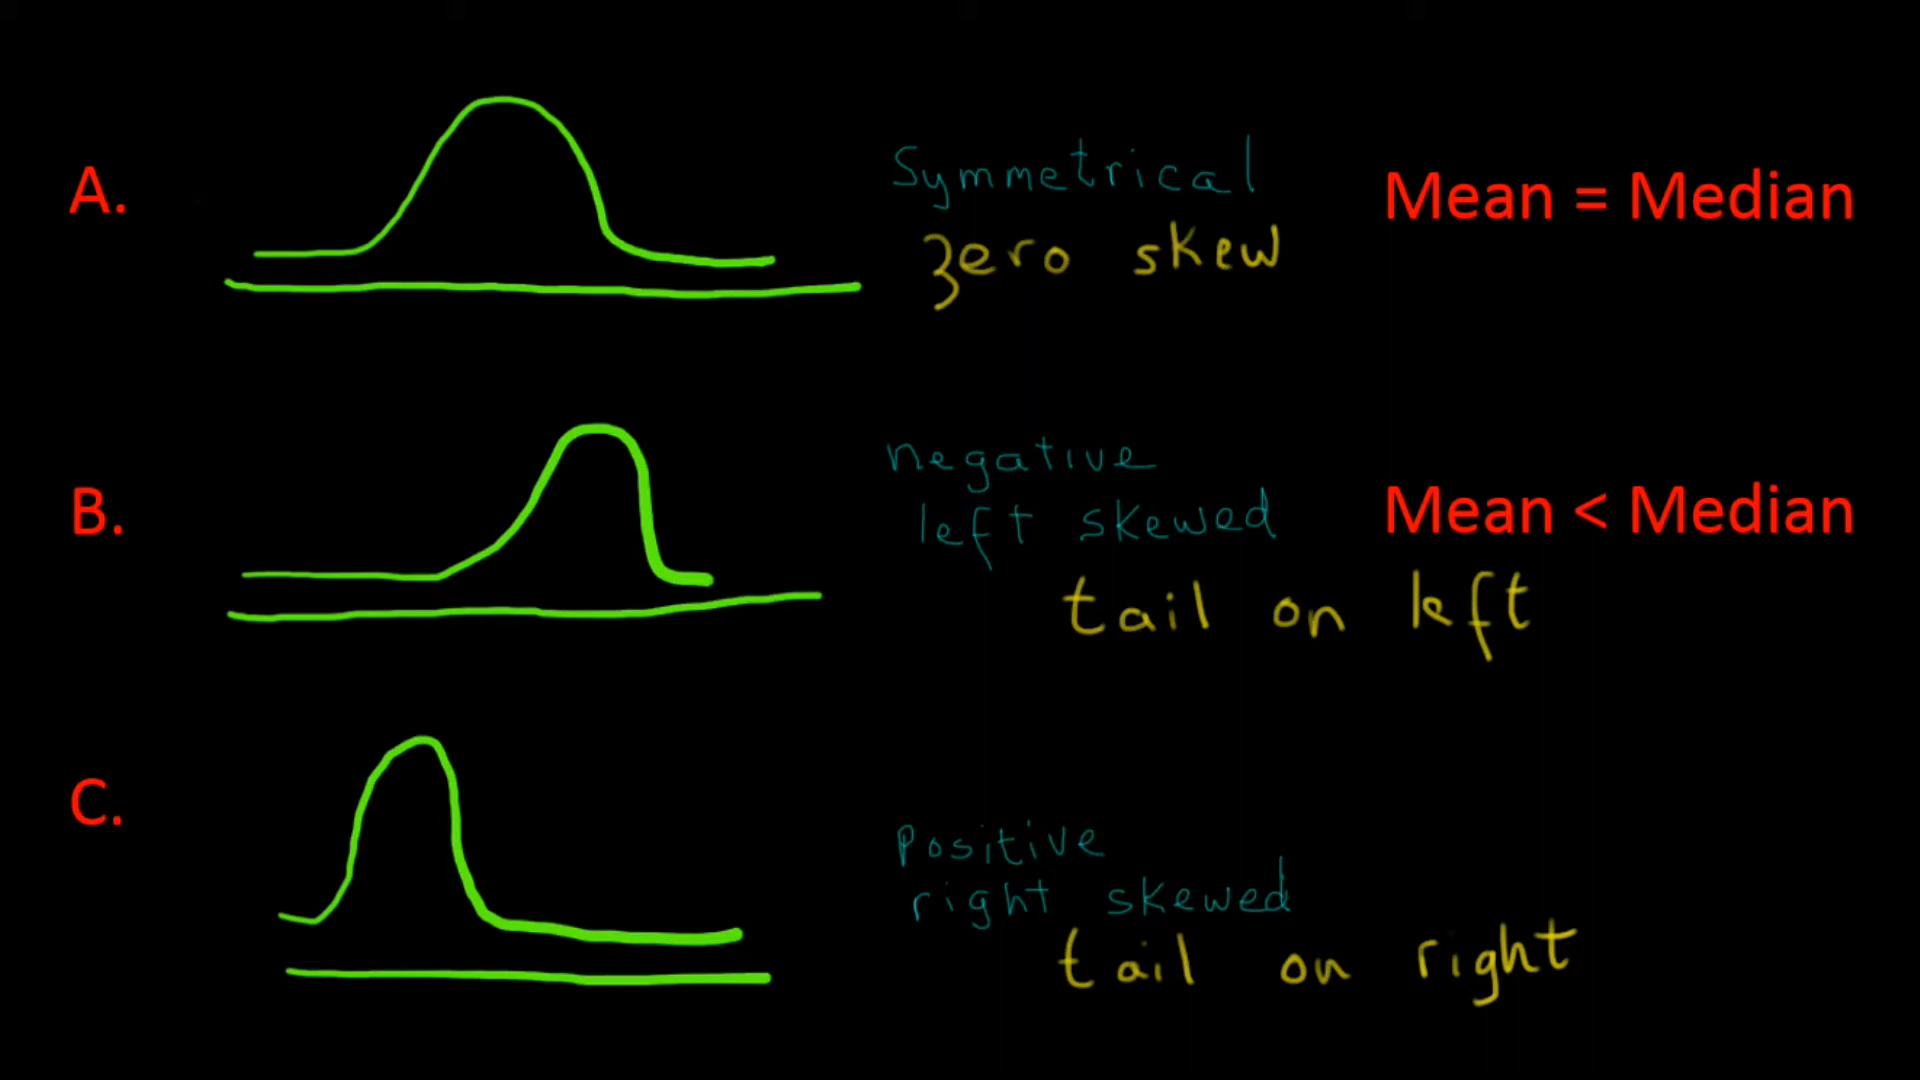 A.
Symmetrical
zero skew
Mean = Median
B.
negative
left skewed
Mean < Median
tail on left
C.
Positive
right skewed
tail on right